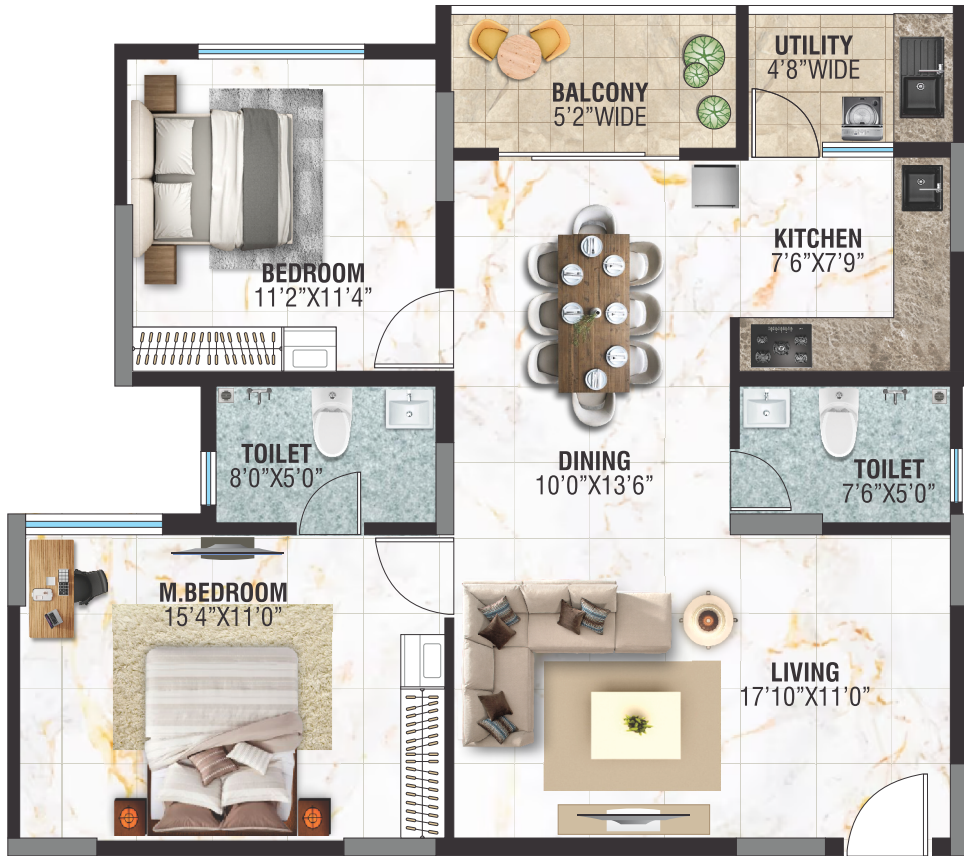 UTILITY
4'8"WIDE
BALCONY
5'2"WIDE
KITCHEN
7'6"X7'9"
BEDROOM
11'2"X11'4"
TOILET
8'0"X5'0"
DINING
10'0"X13'6"
TOILET
7'6"X5'0"
M.BEDROOM
15'4"X11'0"
LIVING
17'10"X11'0"